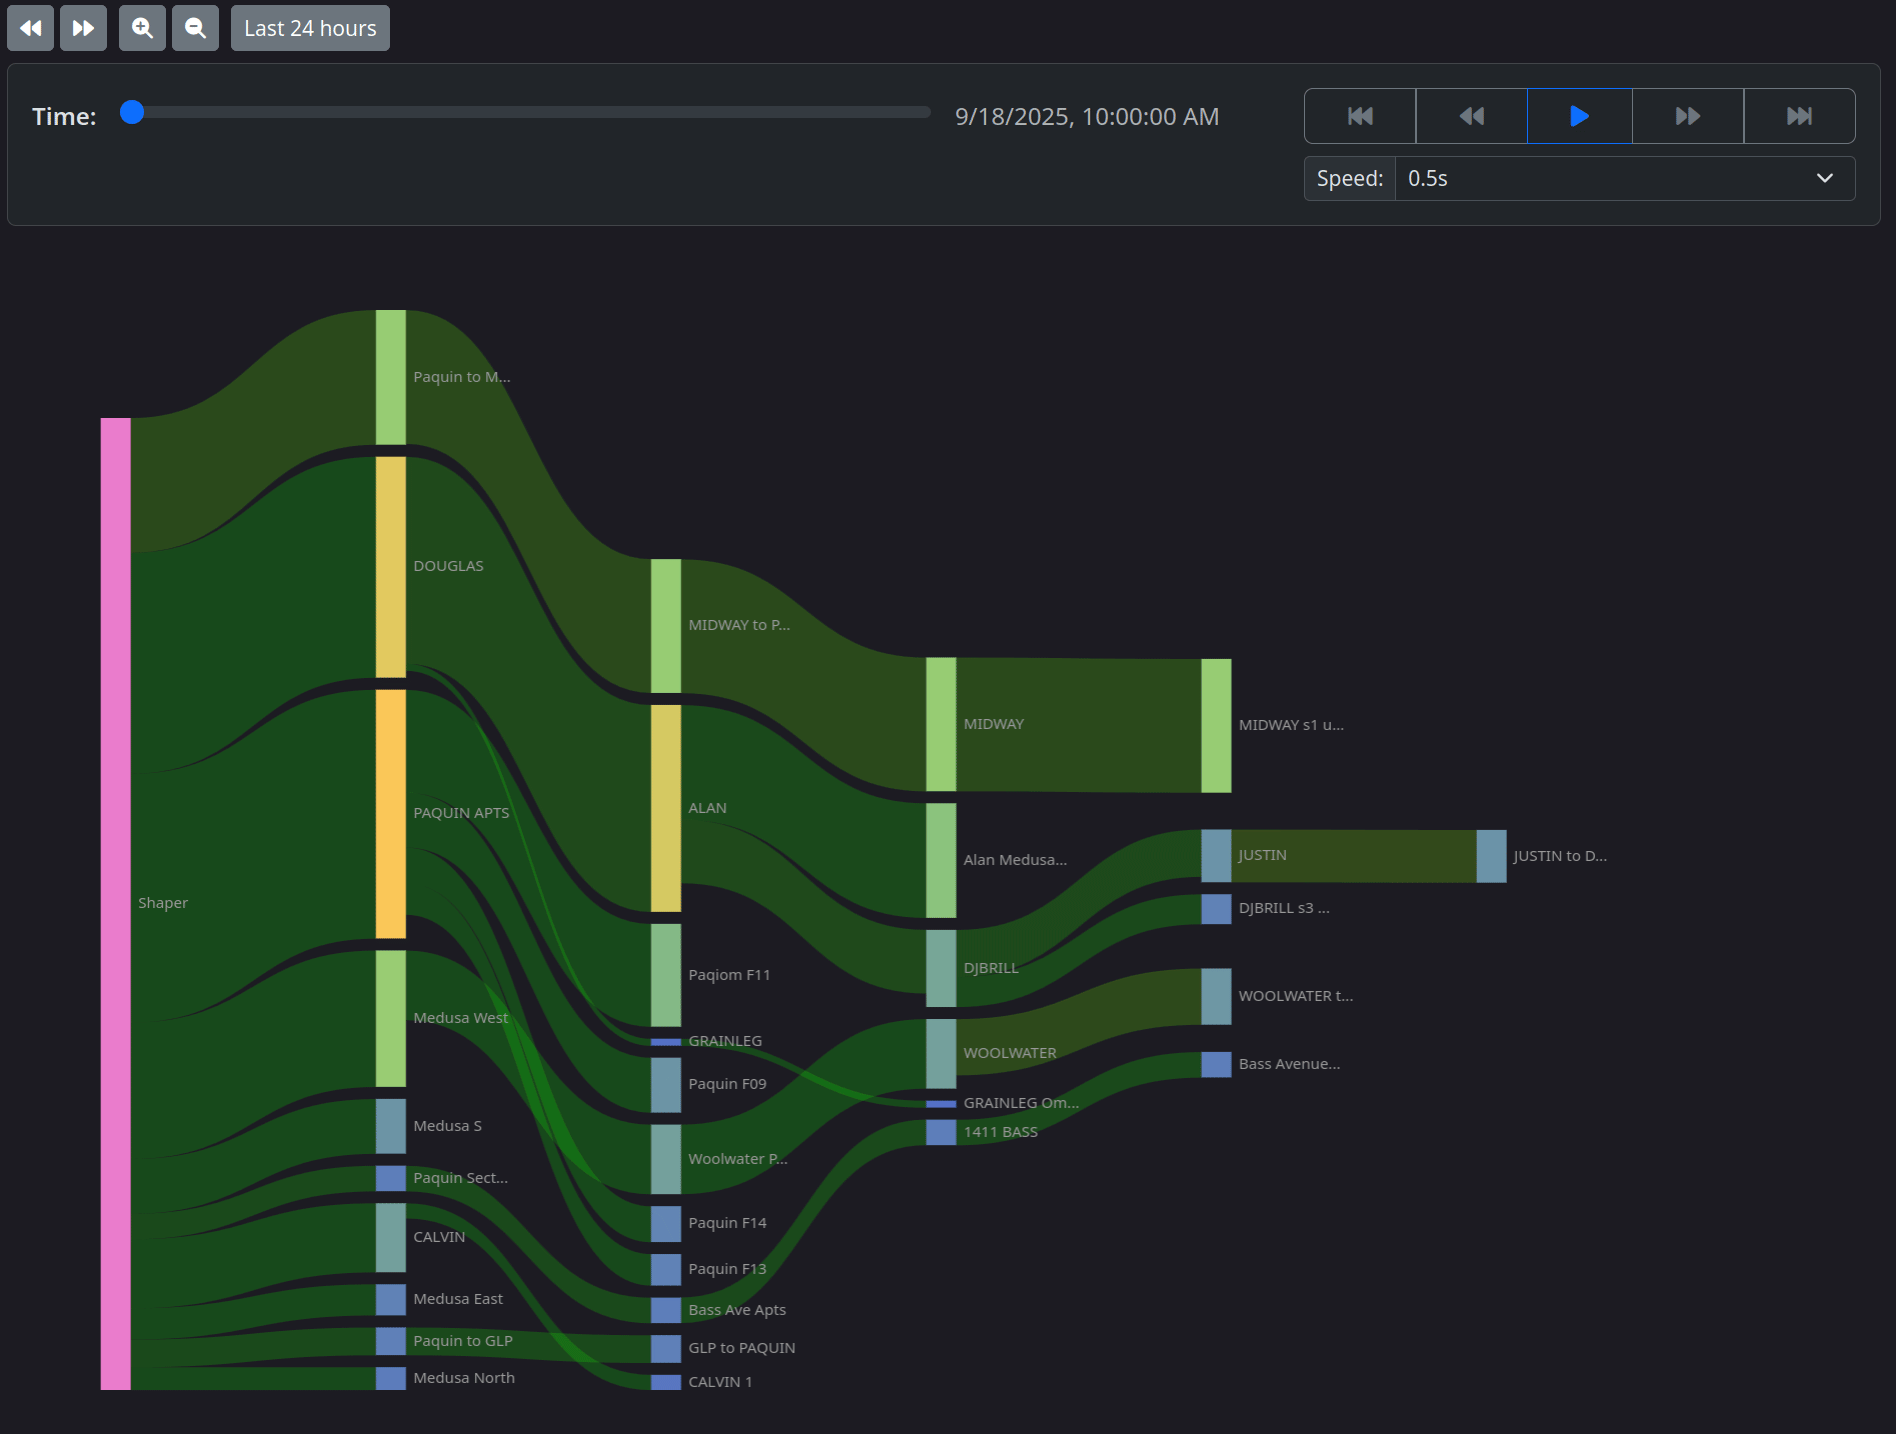 Last 24 hours
Time:
9/18/2025, 10:00:00 AM
Speed:
0.5s
Shaper
Paquin to M...
DOUGLAS
PAQUIN APTS
Medusa West
Medusa S
Paquin Sect...
CALVIN
Medusa East
Paquin to GLP
Medusa North
MIDWAY to P...
ALAN
Paqiom F11
GRAINLEG
Paquin F09
Woolwater P...
Paquin F14
Paquin F13
Bass Ave Apts
GLP to PAQUIN
CALVIN 1
MIDWAY
Alan Medusa...
DJBRILL
WOOLWATER
GRAINLEG Om...
1411 BASS
MIDWAY s1 u...
JUSTIN
DJBRILL s3 ...
WOOLWATER t...
Bass Avenue...
JUSTIN to D...